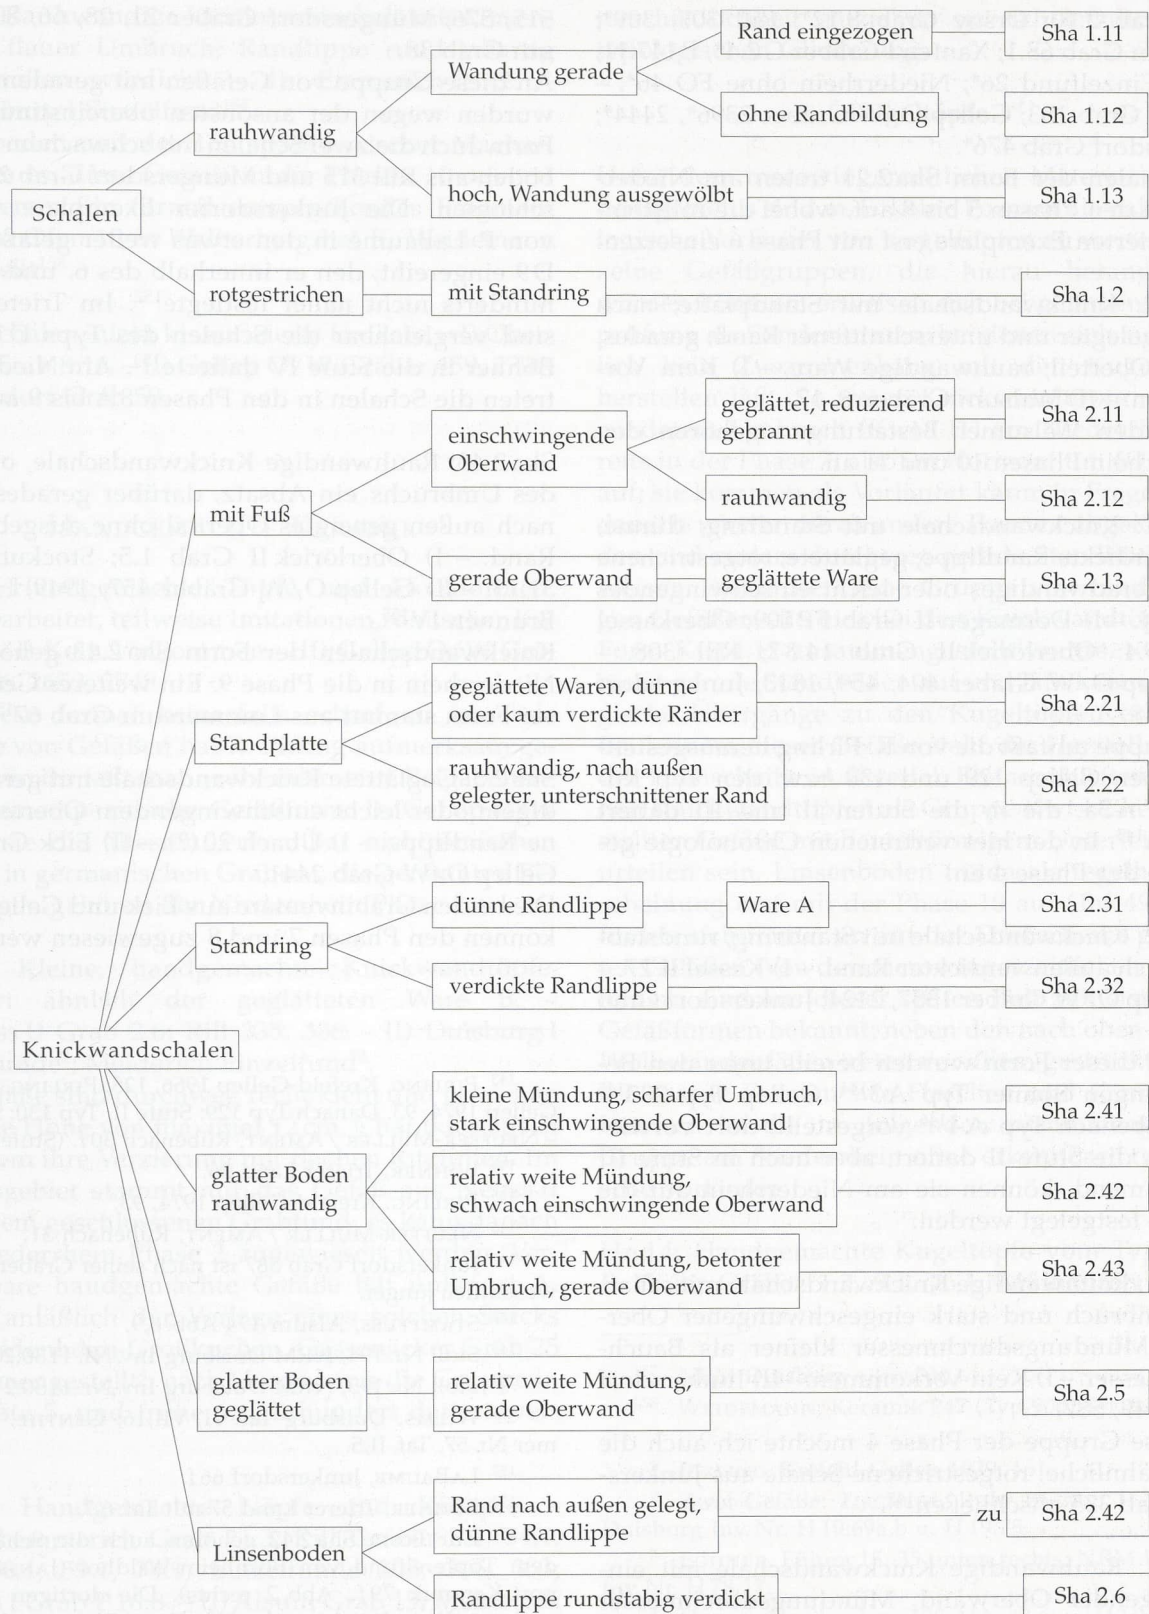 Rand eingezogen Sha 1.11
Wandung gerade
ohne Randbildung Sha 1.12
rauhwandig
hoch, Wandung ausgewölbt Sha 1.13
Schalen
rotgestrichen mit Standring Sha 1.2
geglättet, reduzierend
gebrannt Sha 2.11
einschwingende
Oberwand
rauhwandig Sha 2.12
mit Fuß
gerade Oberwand geglättete Ware Sha 2.13
geglättete Waren, dünne
oder kaum verdickte Ränder Sha 2.21
Standplatte
rauhwandig, nach außen
gelegter, unterschnittener Rand Sha 2.22
dünne Randlippe Ware A Sha 2.31
Standring
verdickte Randlippe Sha 2.32
Knickwandschalen
kleine Mündung, scharfer Umbruch,
stark einschwingende Oberwand Sha 2.41
glatter Boden
rauhwandig
relativ weite Mündung,
schwach einschwingende Oberwand Sha 2.42
relativ weite Mündung, betonter
Umbruch, gerade Oberwand Sha 2.43
glatter Boden
geglättet
relativ weite Mündung,
gerade Oberwand Sha 2.5
Rand nach außen gelegt,
dünne Randlippe zu Sha 2.42
Linsenboden
Randlippe rundstabig verdickt Sha 2.6